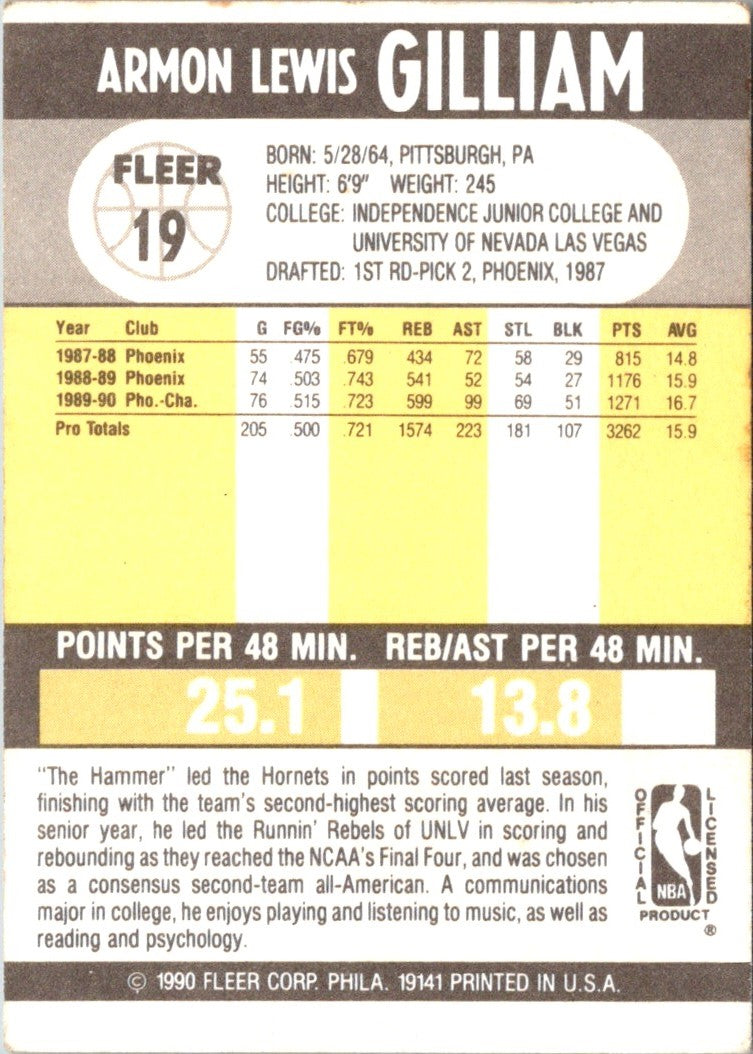 ARMON LEWIS GILLIAM
FLEER
19
BORN: 5/28/64, PITTSBURGH, PA
HEIGHT: 6'9" WEIGHT: 245
COLLEGE: INDEPENDENCE JUNIOR COLLEGE AND
UNIVERSITY OF NEVADA LAS VEGAS
DRAFTED: 1ST RD-PICK 2, PHOENIX, 1987
Year Club G FG% FT% REB AST STL BLK PTS AVG
1987-88 Phoenix 55 .475 .679 434 72 58 29 815 14.8
1988-89 Phoenix 74 .503 .743 541 52 54 27 1176 15.9
1989-90 Pho.-Cha. 76 .515 .723 599 99 69 51 1271 16.7
Pro Totals 205 .500 .721 1574 223 181 107 3262 15.9
POINTS PER 48 MIN. REB/AST PER 48 MIN.
25.1 13.8
"The Hammer" led the Hornets in points scored last season,
finishing with the team's second-highest scoring average. In his
senior year, he led the Runnin' Rebels of UNLV in scoring and
rebounding as they reached the NCAA's Final Four, and was chosen
as a consensus second-team all-American. A communications
major in college, he enjoys playing and listening to music, as well as
reading and psychology.
OFFICIAL
LICENSED
NBA
PRODUCT
®
© 1990 FLEER CORP. PHILA. 19141 PRINTED IN U.S.A.